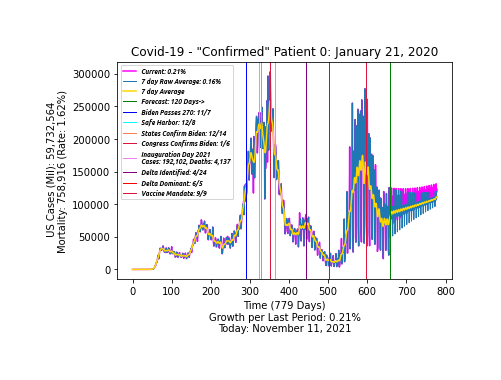 Covid-19 - "Confirmed" Patient 0: January 21, 2020
US Cases (Mil): 59,732,564
Mortality: 758,916 (Rate: 1.62%)
300000
250000
200000
150000
100000
50000
0
Current: 0.21%
7 day Raw Average: 0.16%
7 day Average
Forecast: 120 Days->
Biden Passes 270: 11/7
Safe Harbor: 12/8
States Confirm Biden: 12/14
Congress Confirms Biden: 1/6
Inauguration Day 2021
Cases: 192,102, Deaths: 4,137
Delta Identified: 4/24
Delta Dominant: 6/5
Vaccine Mandate: 9/9
0 100 200 300 400 500 600 700 800
Time (779 Days)
Growth per Last Period: 0.21%
Today: November 11, 2021